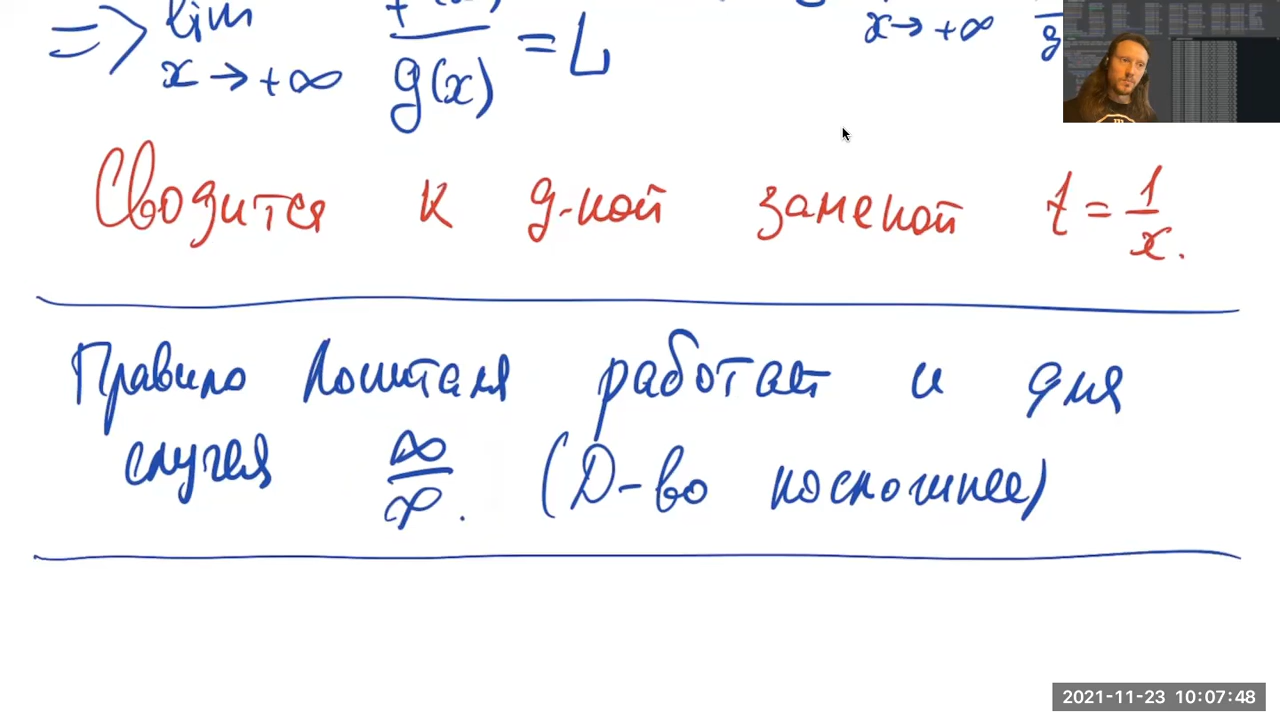 => lim f(x)/g(x) = L
x → +∞ x → +∞ g
Сводится к д-ной заменой t = 1/x.
Правило Лопиталя работает и для
случая ∞/∞. (Д-во посложнее)
2021-11-23 10:07:48